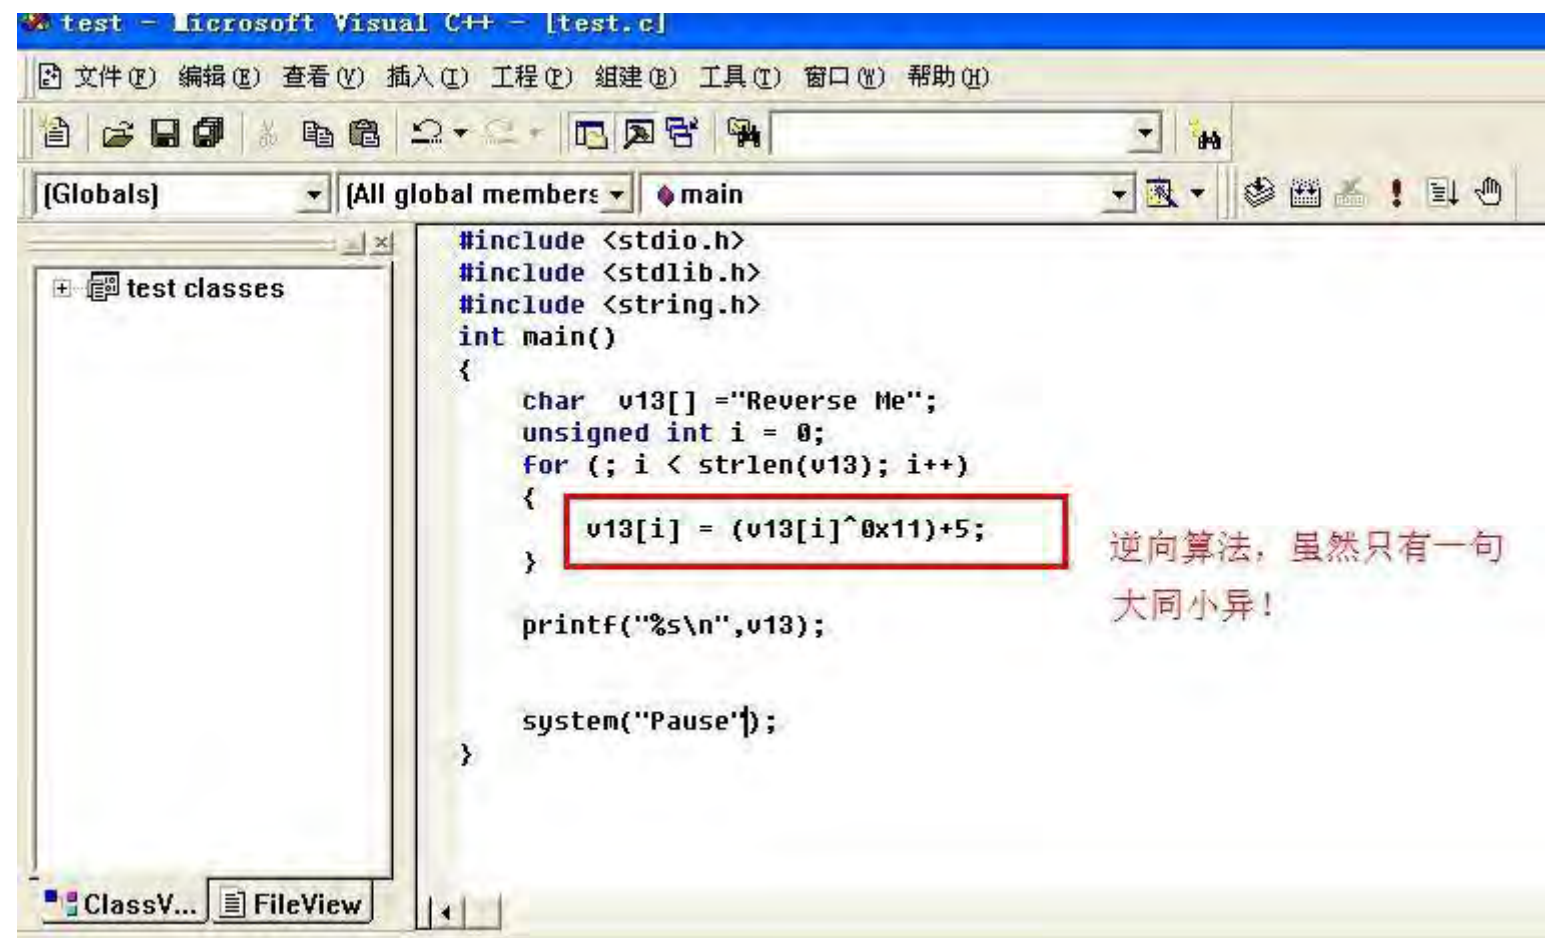 test - Microsoft Visual C++ - [test.c]
文件(F) 编辑(E) 查看(V) 插入(I) 工程(P) 组建(B) 工具(T) 窗口(W) 帮助(H)
(Globals) (All global members main
test classes
#include <stdio.h>
#include <stdlib.h>
#include <string.h>
int main()
{
char v13[] ="Reverse Me";
unsigned int i = 0;
for (; i < strlen(v13); i++)
{
v13[i] = (v13[i]^0x11)+5;
}
printf("%s\n",v13);
system("Pause");
}
逆向算法，虽然只有一句
大同小异！
ClassV... FileView